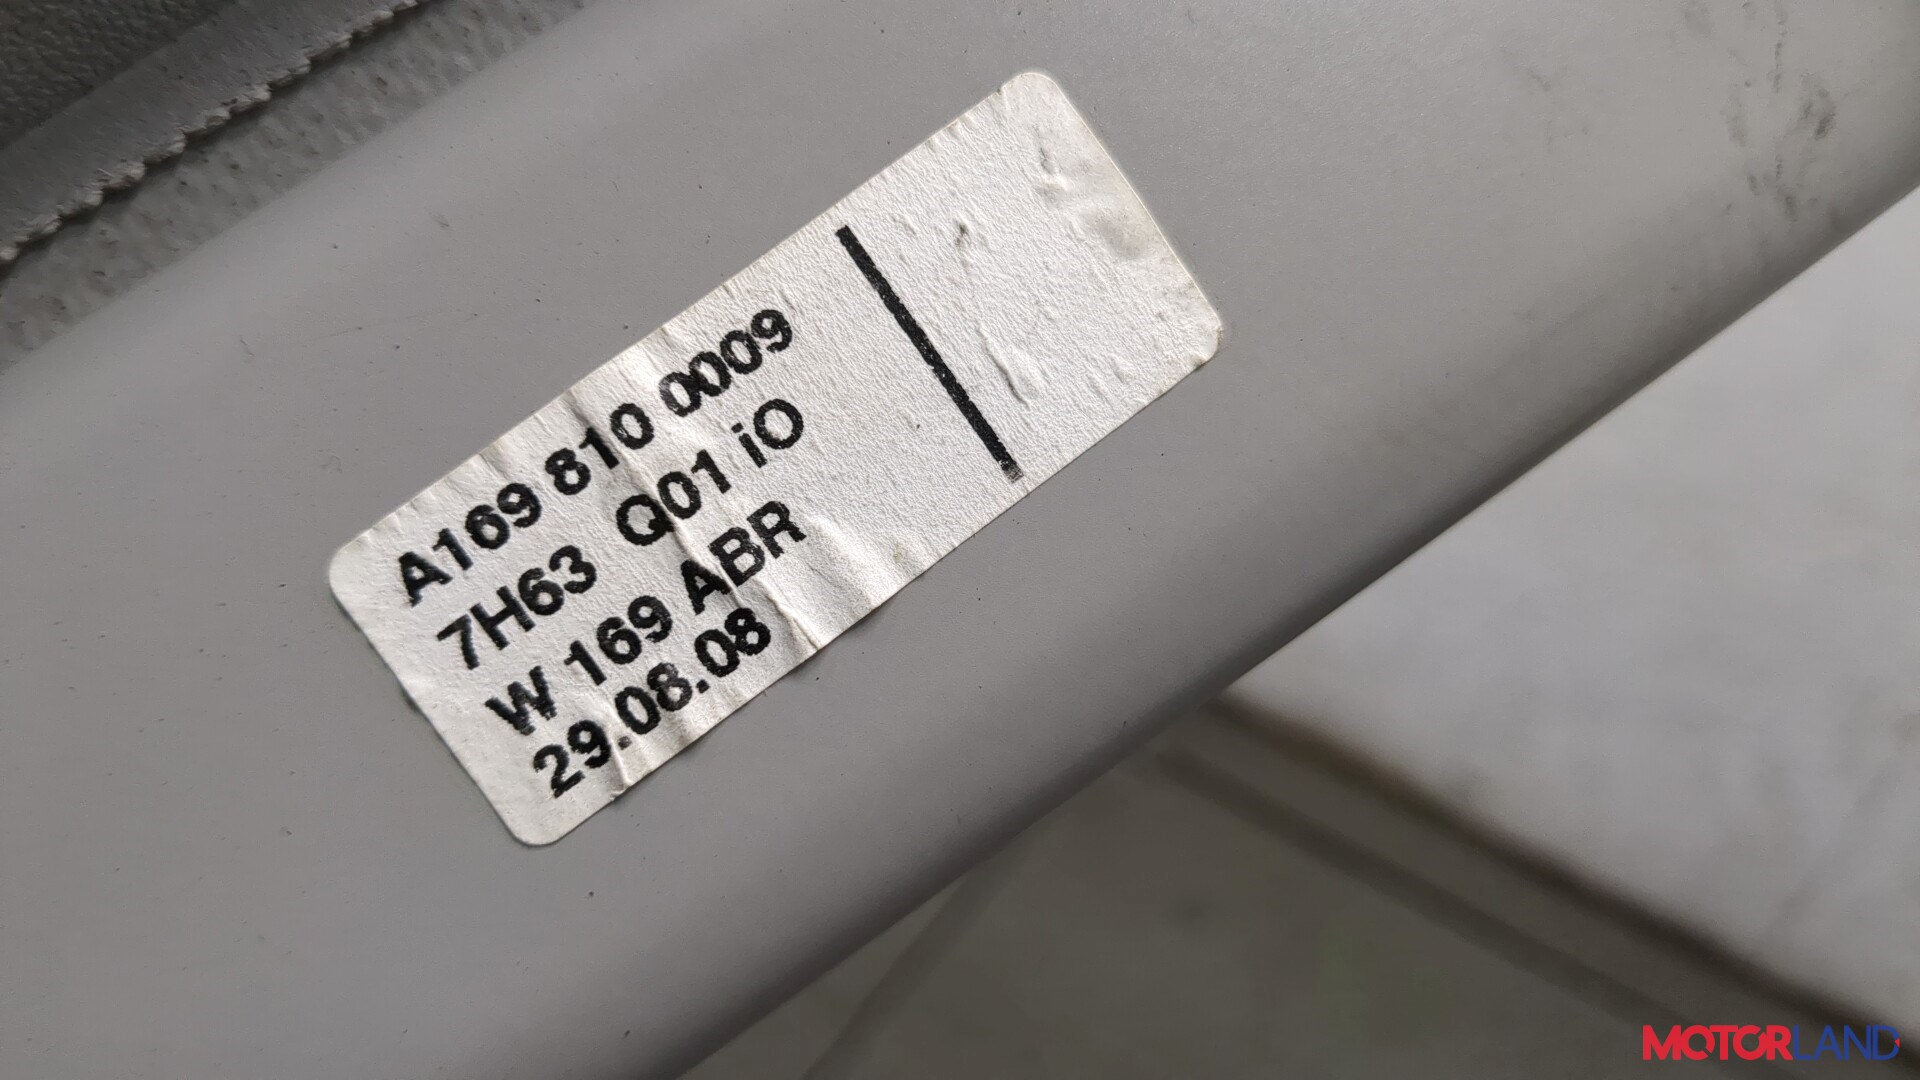 A169 810 0009
7H63 Q01 iO
W 169 ABR
29.08.08
MOTORLAND